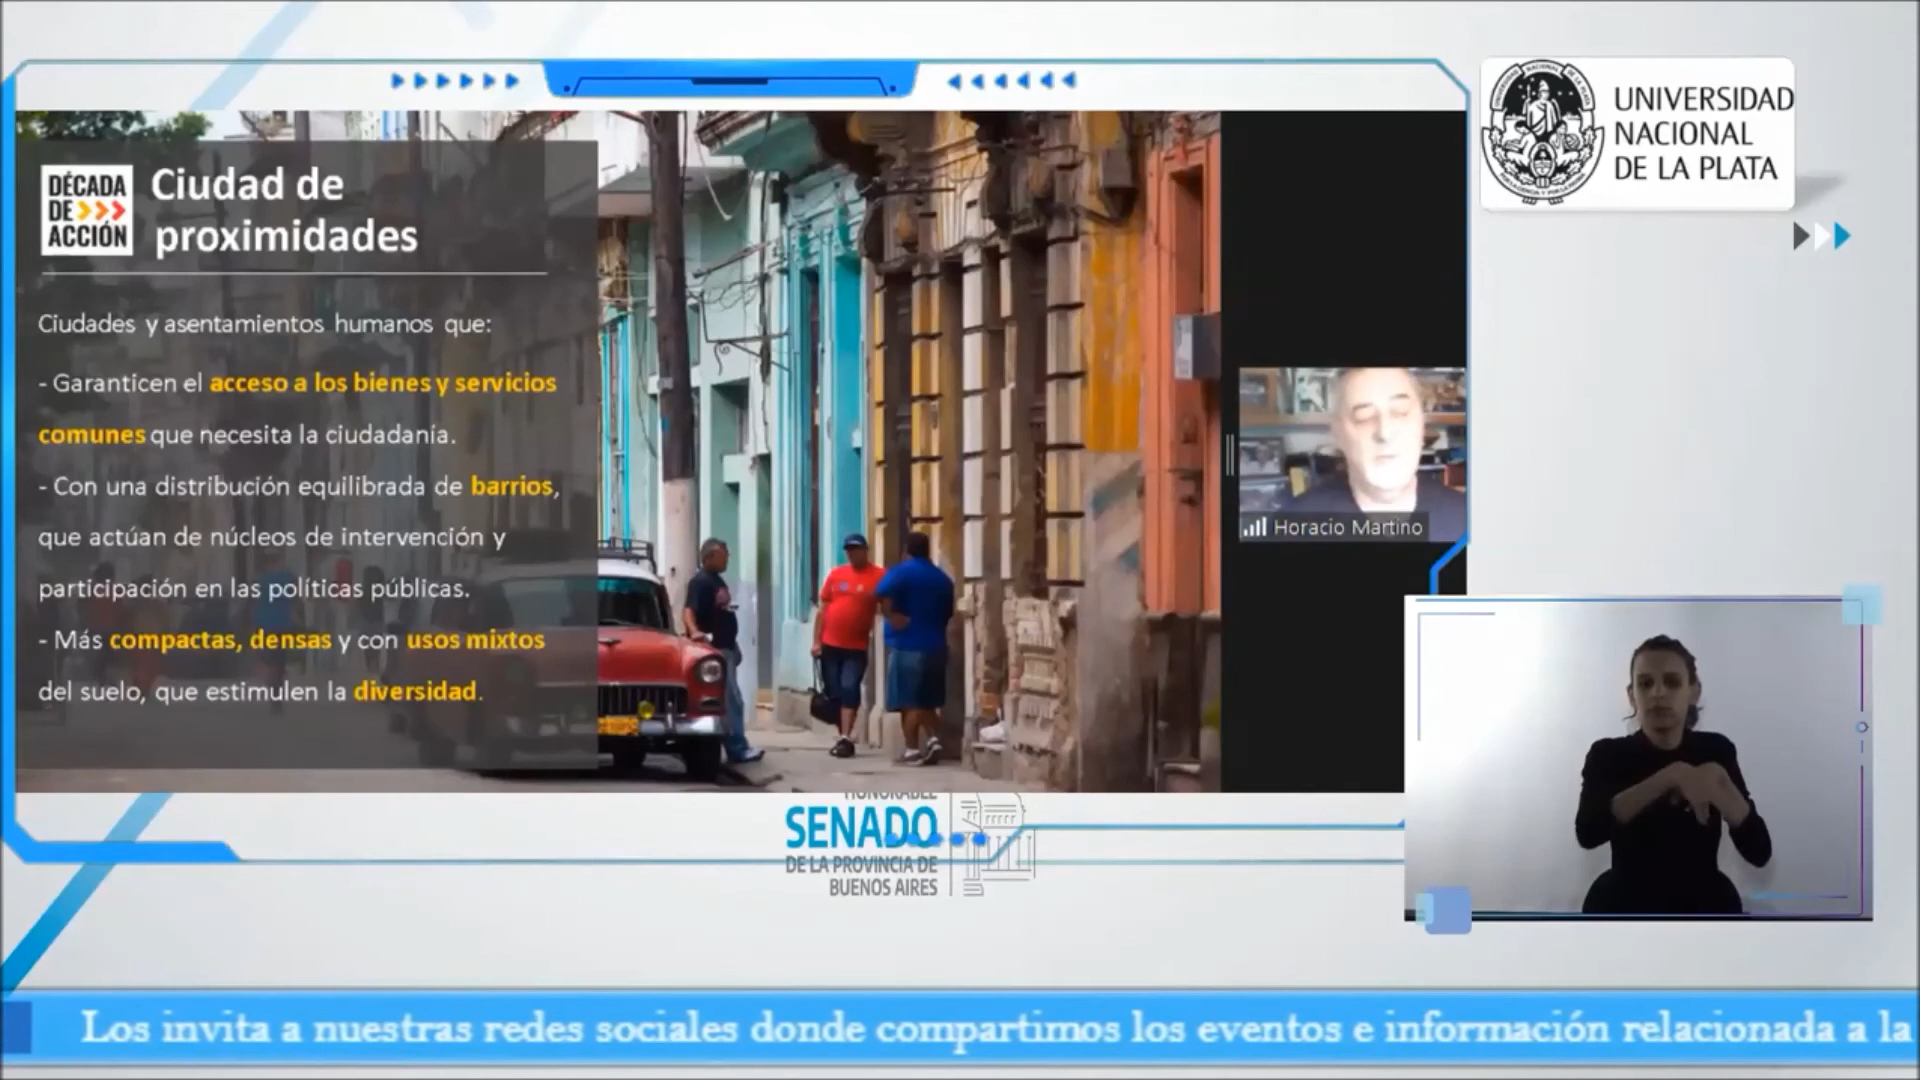 DÉCADA
DE
ACCIÓN
Ciudad de
proximidades
Ciudades y asentamientos humanos que:
- Garanticen el acceso a los bienes y servicios
comunes que necesita la ciudadanía.
- Con una distribución equilibrada de barrios,
que actúan de núcleos de intervención y
participación en las políticas públicas.
- Más compactas, densas y con usos mixtos
del suelo, que estimulen la diversidad.
UNIVERSIDAD
NACIONAL
DE LA PLATA
Horacio Martino
HONORABLE
SENADO
DE LA PROVINCIA DE
BUENOS AIRES
Los invita a nuestras redes sociales donde compartimos los eventos e información relacionada a la